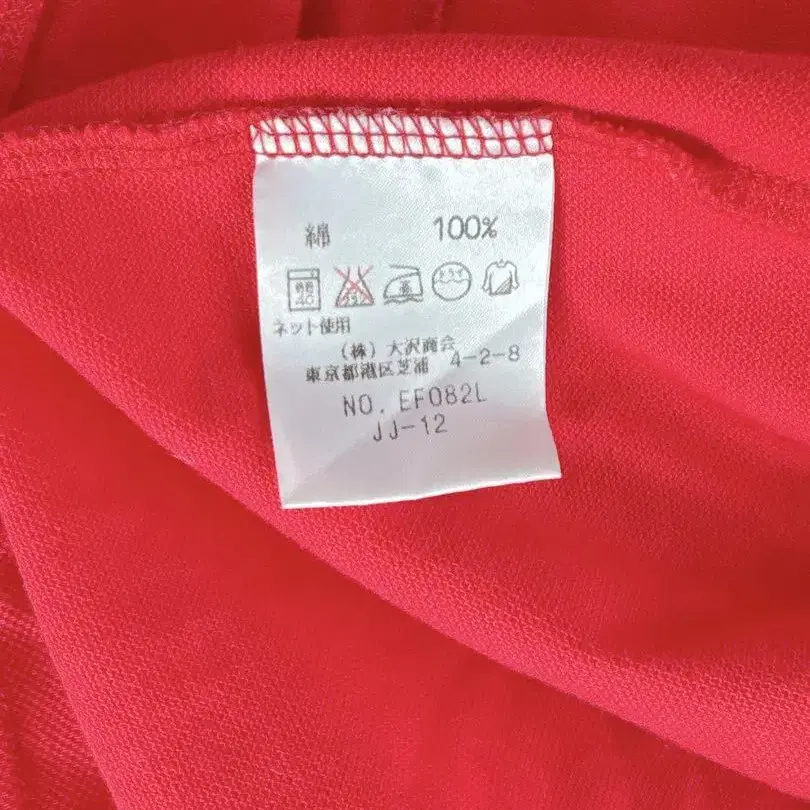 綿 100%
40
ネット使用
(株) 大沢商会
東京都港区芝浦 4-2-8
NO. EF082L
JJ-12